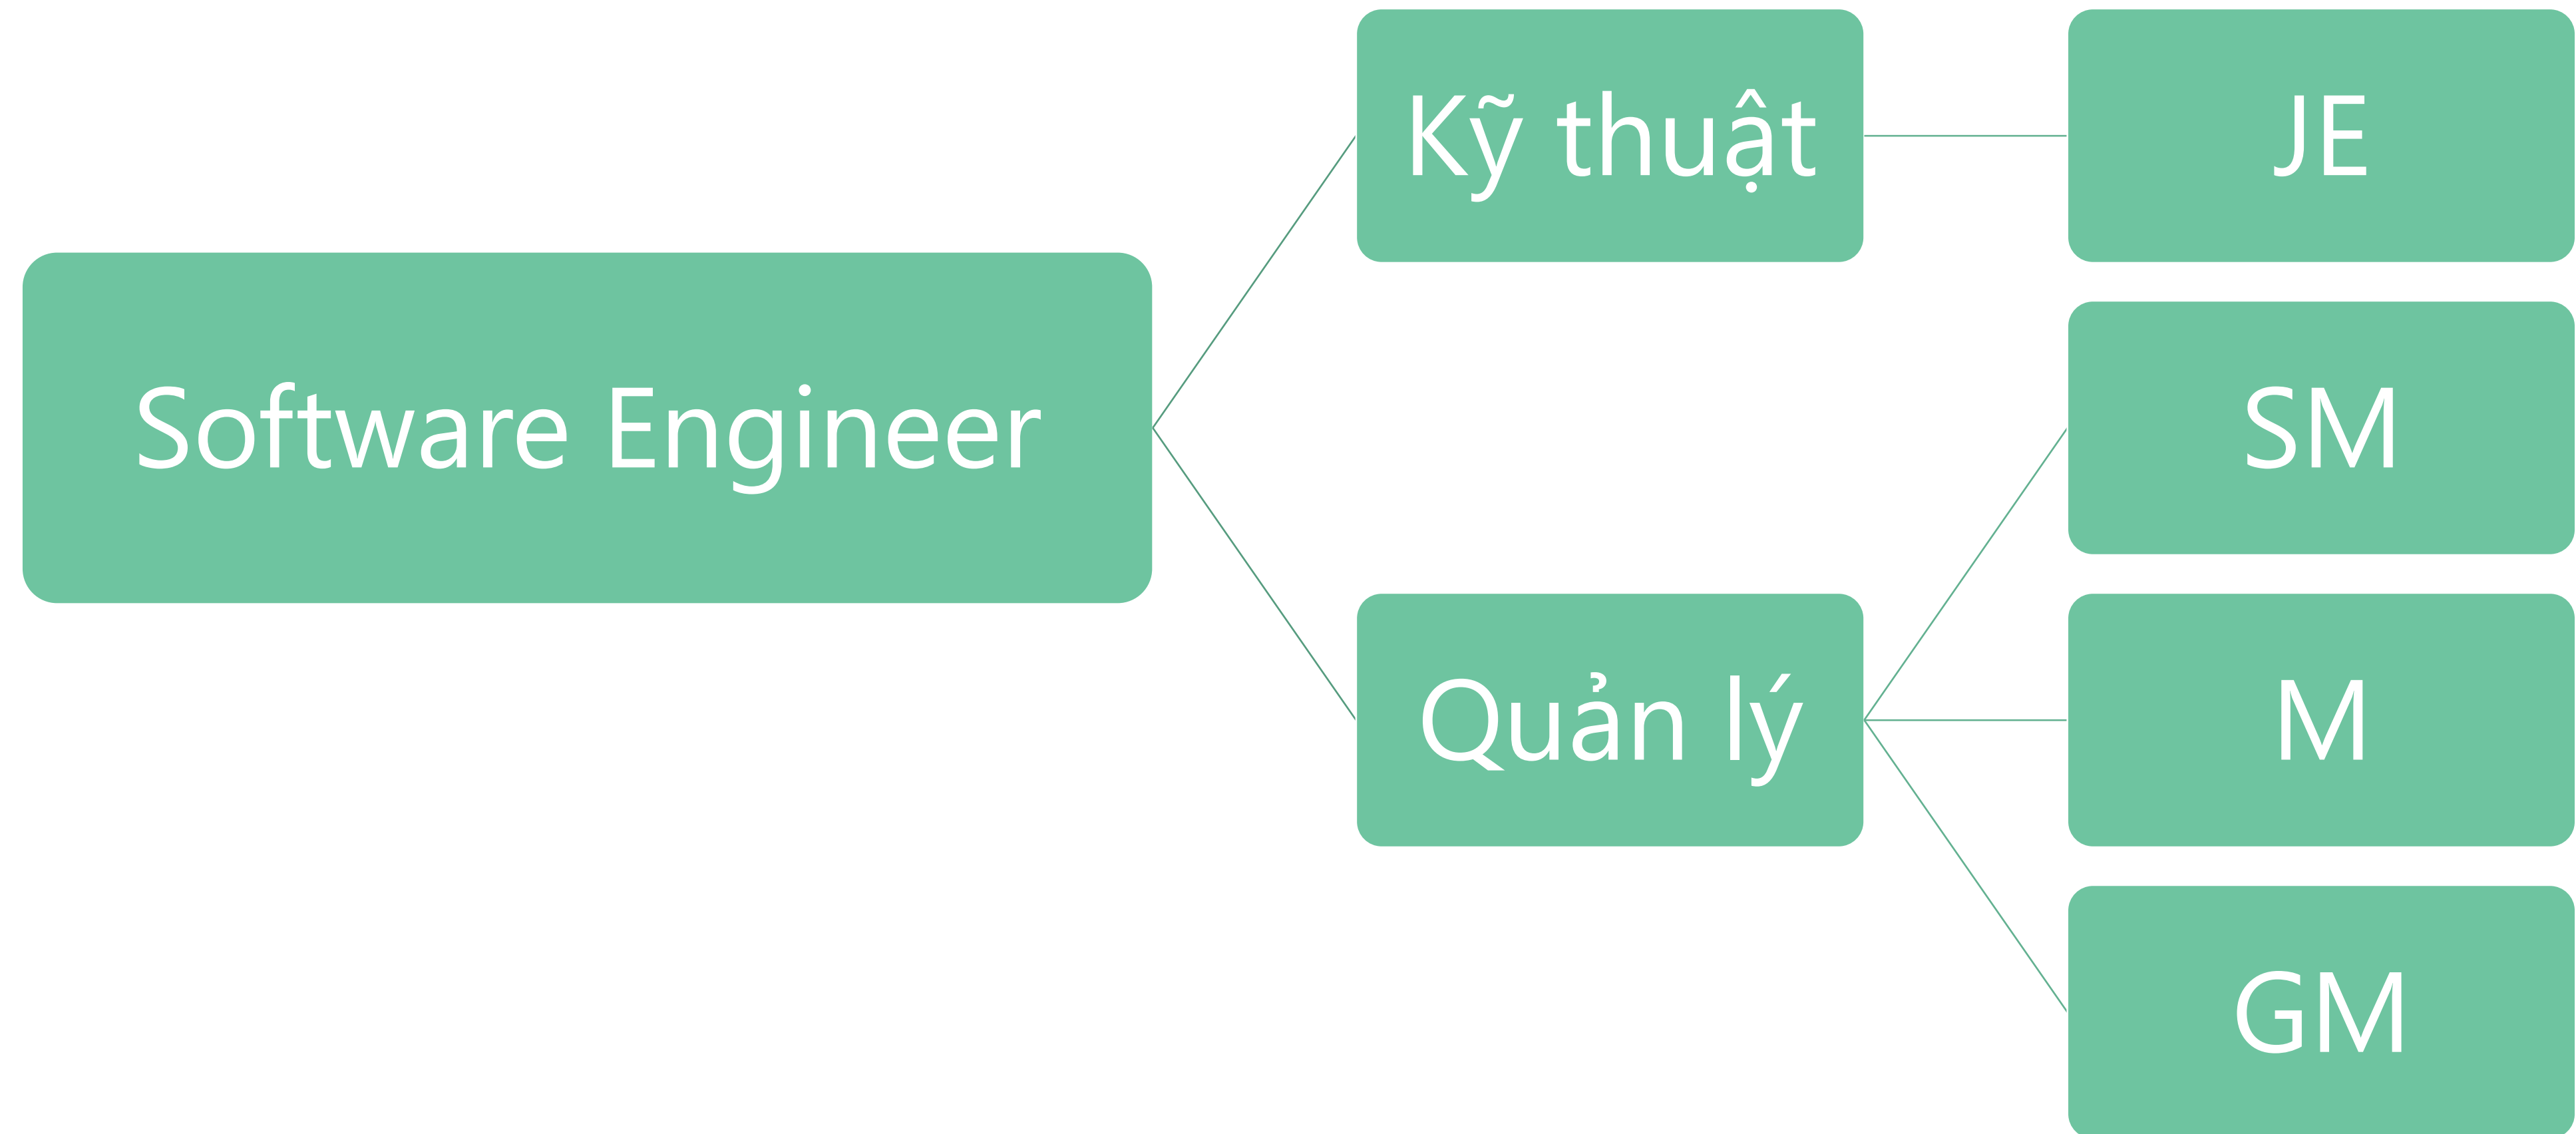 Software Engineer
Kỹ thuật
JE
Quản lý
SM
M
GM